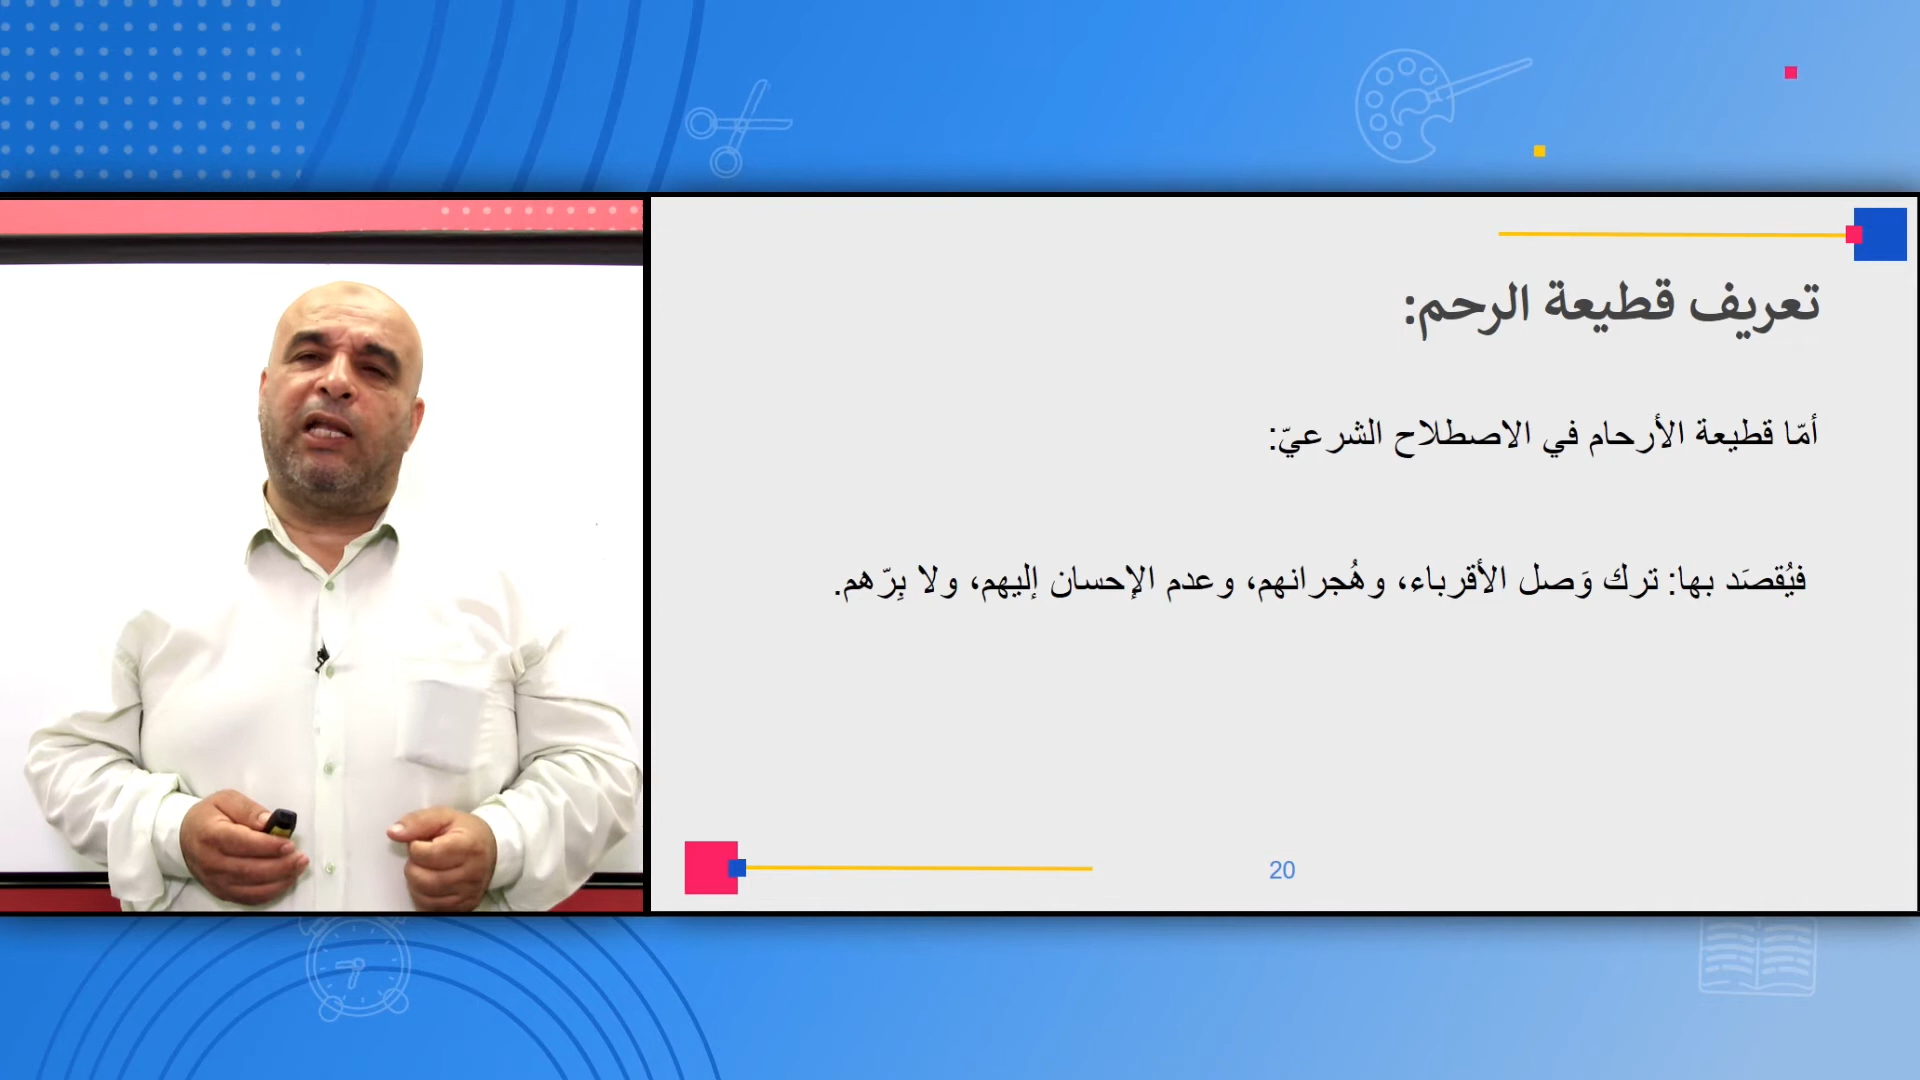 تعريف قطيعة الرحم:
أمّا قطيعة الأرحام في الاصطلاح الشرعيّ:
فيُقصَد بها: ترك وَصل الأقرباء، وهُجرانهم، وعدم الإحسان إليهم، ولا بِرّهم.
20